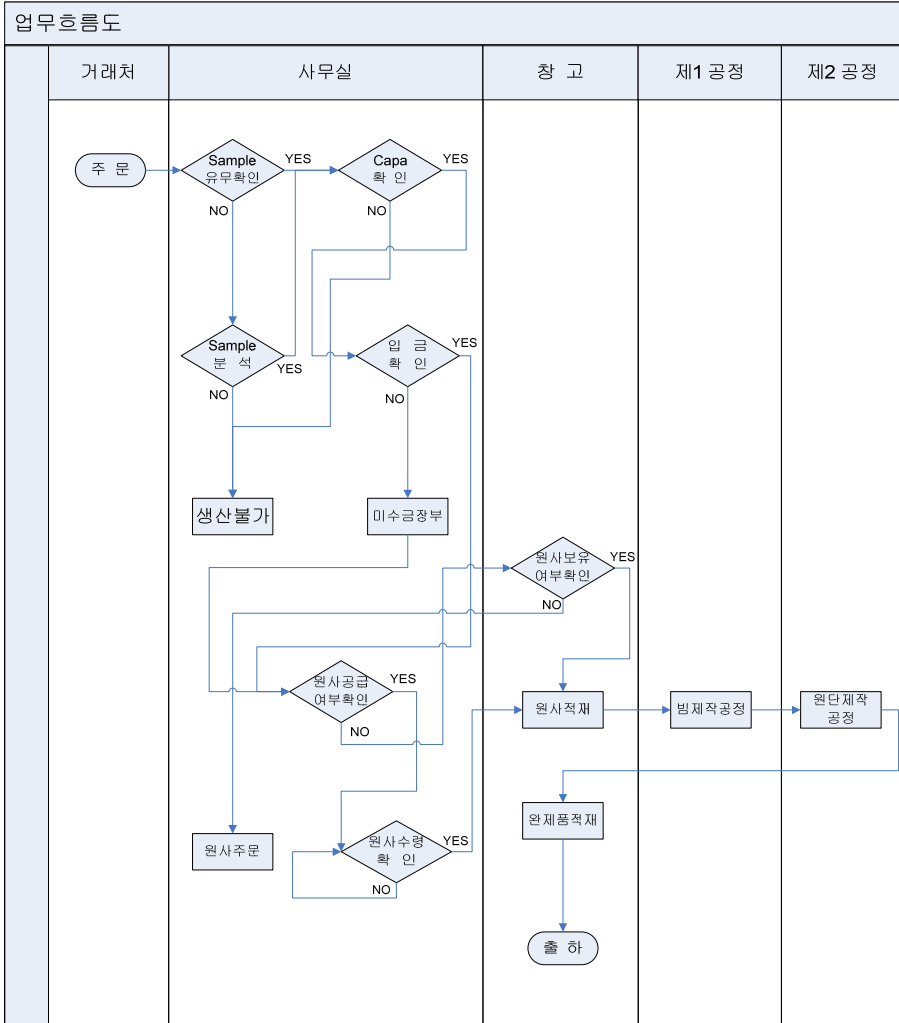 업무흐름도
거래처
사무실
창 고
제1 공정
제2 공정
주 문
Sample
유무확인
YES
NO
Capa
확 인
YES
NO
Sample
분 석
YES
NO
입 금
확 인
YES
NO
생산불가
미수금장부
원사보유
여부확인
YES
NO
원사공급
여부확인
YES
NO
원사적재
빔제작공정
원단제작
공정
완제품적재
원사주문
원사수령
확 인
YES
NO
출 하